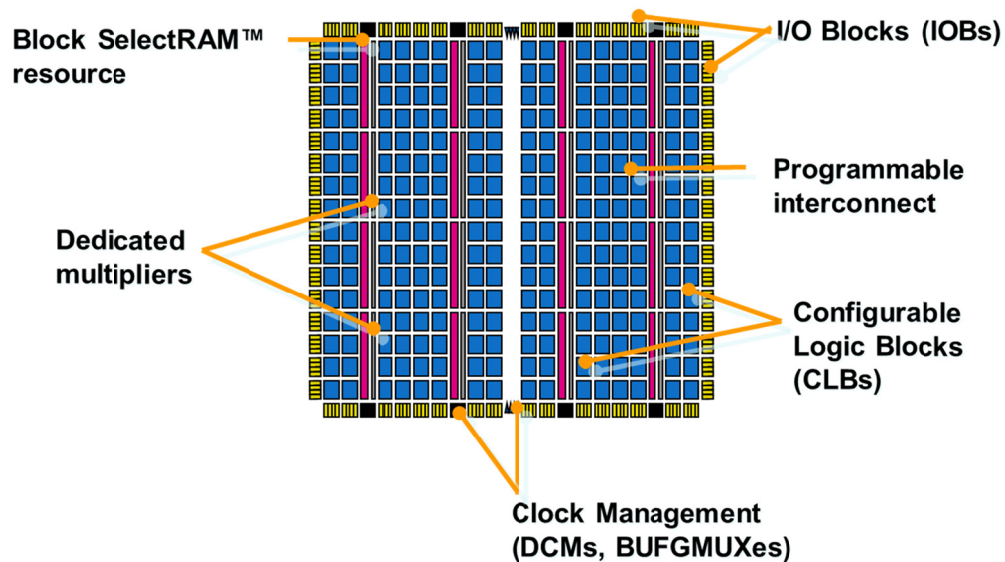 Block SelectRAM™
resource
I/O Blocks (IOBs)
Programmable
interconnect
Dedicated
multipliers
Configurable
Logic Blocks
(CLBs)
Clock Management
(DCMs, BUFGMUXes)